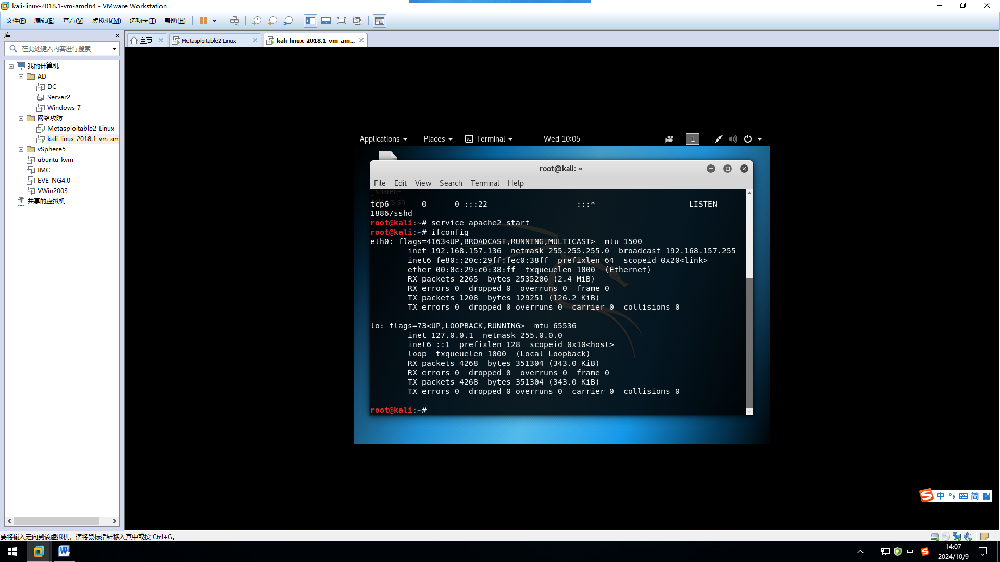 kali-linux-2018.1-vm-amd64 - VMware Workstation
文件(F) 编辑(E) 查看(V) 虚拟机(M) 选项卡(T) 帮助(H)
库
主页 Metasploitable2-Linux kali-linux-2018.1-vm-am...
在此处键入内容进行搜索
我的计算机
AD
DC
Server2
Windows 7
网络攻防
Metasploitable2-Linux
kali-linux-2018.1-vm-am
vSphere5
ubuntu-kvm
IMC
EVE-NG4.0
VWin2003
共享的虚拟机
Applications Places Terminal Wed 10:05 1
root@kali: ~
File Edit View Search Terminal Help
shared-
folders.sh
-
tcp6 0 0 :::22 :::* LISTEN
1886/sshd
root@kali:~# service apache2 start
root@kali:~# ifconfig
eth0: flags=4163<UP,BROADCAST,RUNNING,MULTICAST> mtu 1500
inet 192.168.157.136 netmask 255.255.255.0 broadcast 192.168.157.255
inet6 fe80::20c:29ff:fec0:38ff prefixlen 64 scopeid 0x20<link>
ether 00:0c:29:c0:38:ff txqueuelen 1000 (Ethernet)
RX packets 2265 bytes 2535206 (2.4 MiB)
RX errors 0 dropped 0 overruns 0 frame 0
TX packets 1208 bytes 129251 (126.2 KiB)
TX errors 0 dropped 0 overruns 0 carrier 0 collisions 0
lo: flags=73<UP,LOOPBACK,RUNNING> mtu 65536
inet 127.0.0.1 netmask 255.0.0.0
inet6 ::1 prefixlen 128 scopeid 0x10<host>
loop txqueuelen 1000 (Local Loopback)
RX packets 4268 bytes 351304 (343.0 KiB)
RX errors 0 dropped 0 overruns 0 frame 0
TX packets 4268 bytes 351304 (343.0 KiB)
TX errors 0 dropped 0 overruns 0 carrier 0 collisions 0
root@kali:~#
S 中 简
要将输入定向到该虚拟机，请将鼠标指针移入其中或按 Ctrl+G。
W 中 S 14:07
2024/10/9